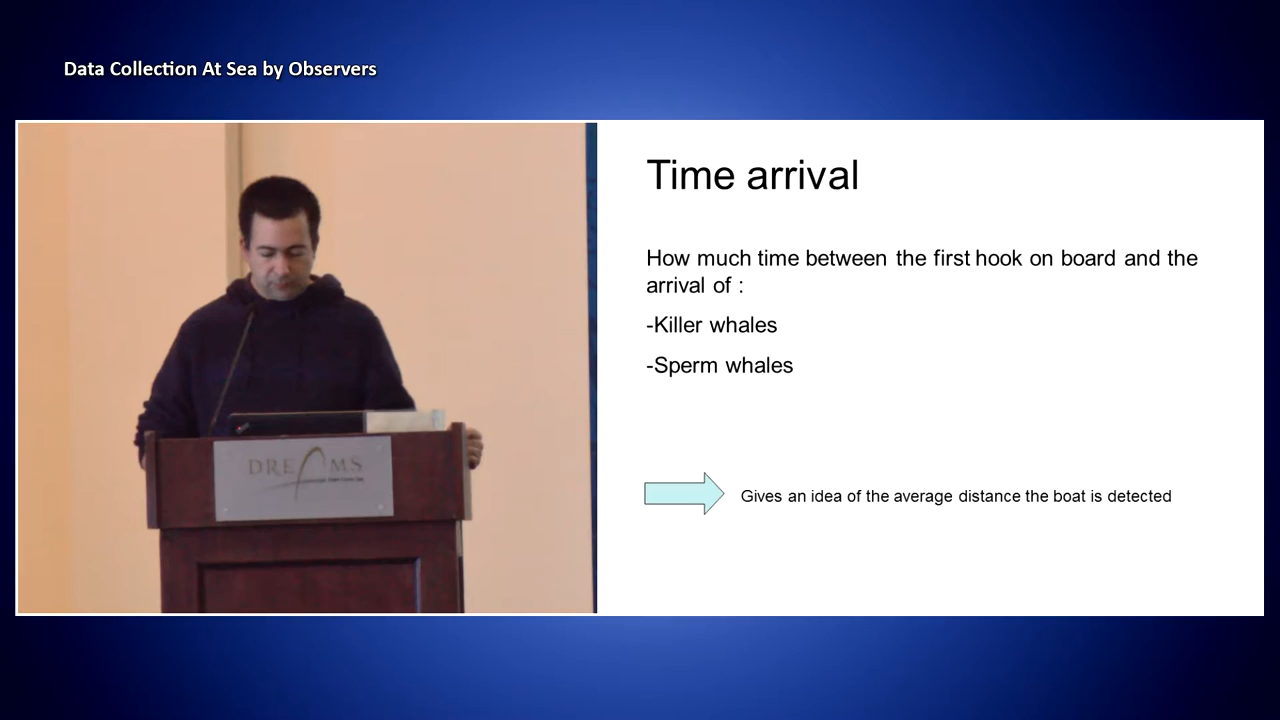 Data Collection At Sea by Observers
Time arrival
How much time between the first hook on board and the
arrival of :
-Killer whales
-Sperm whales
Gives an idea of the average distance the boat is detected
DREAMS